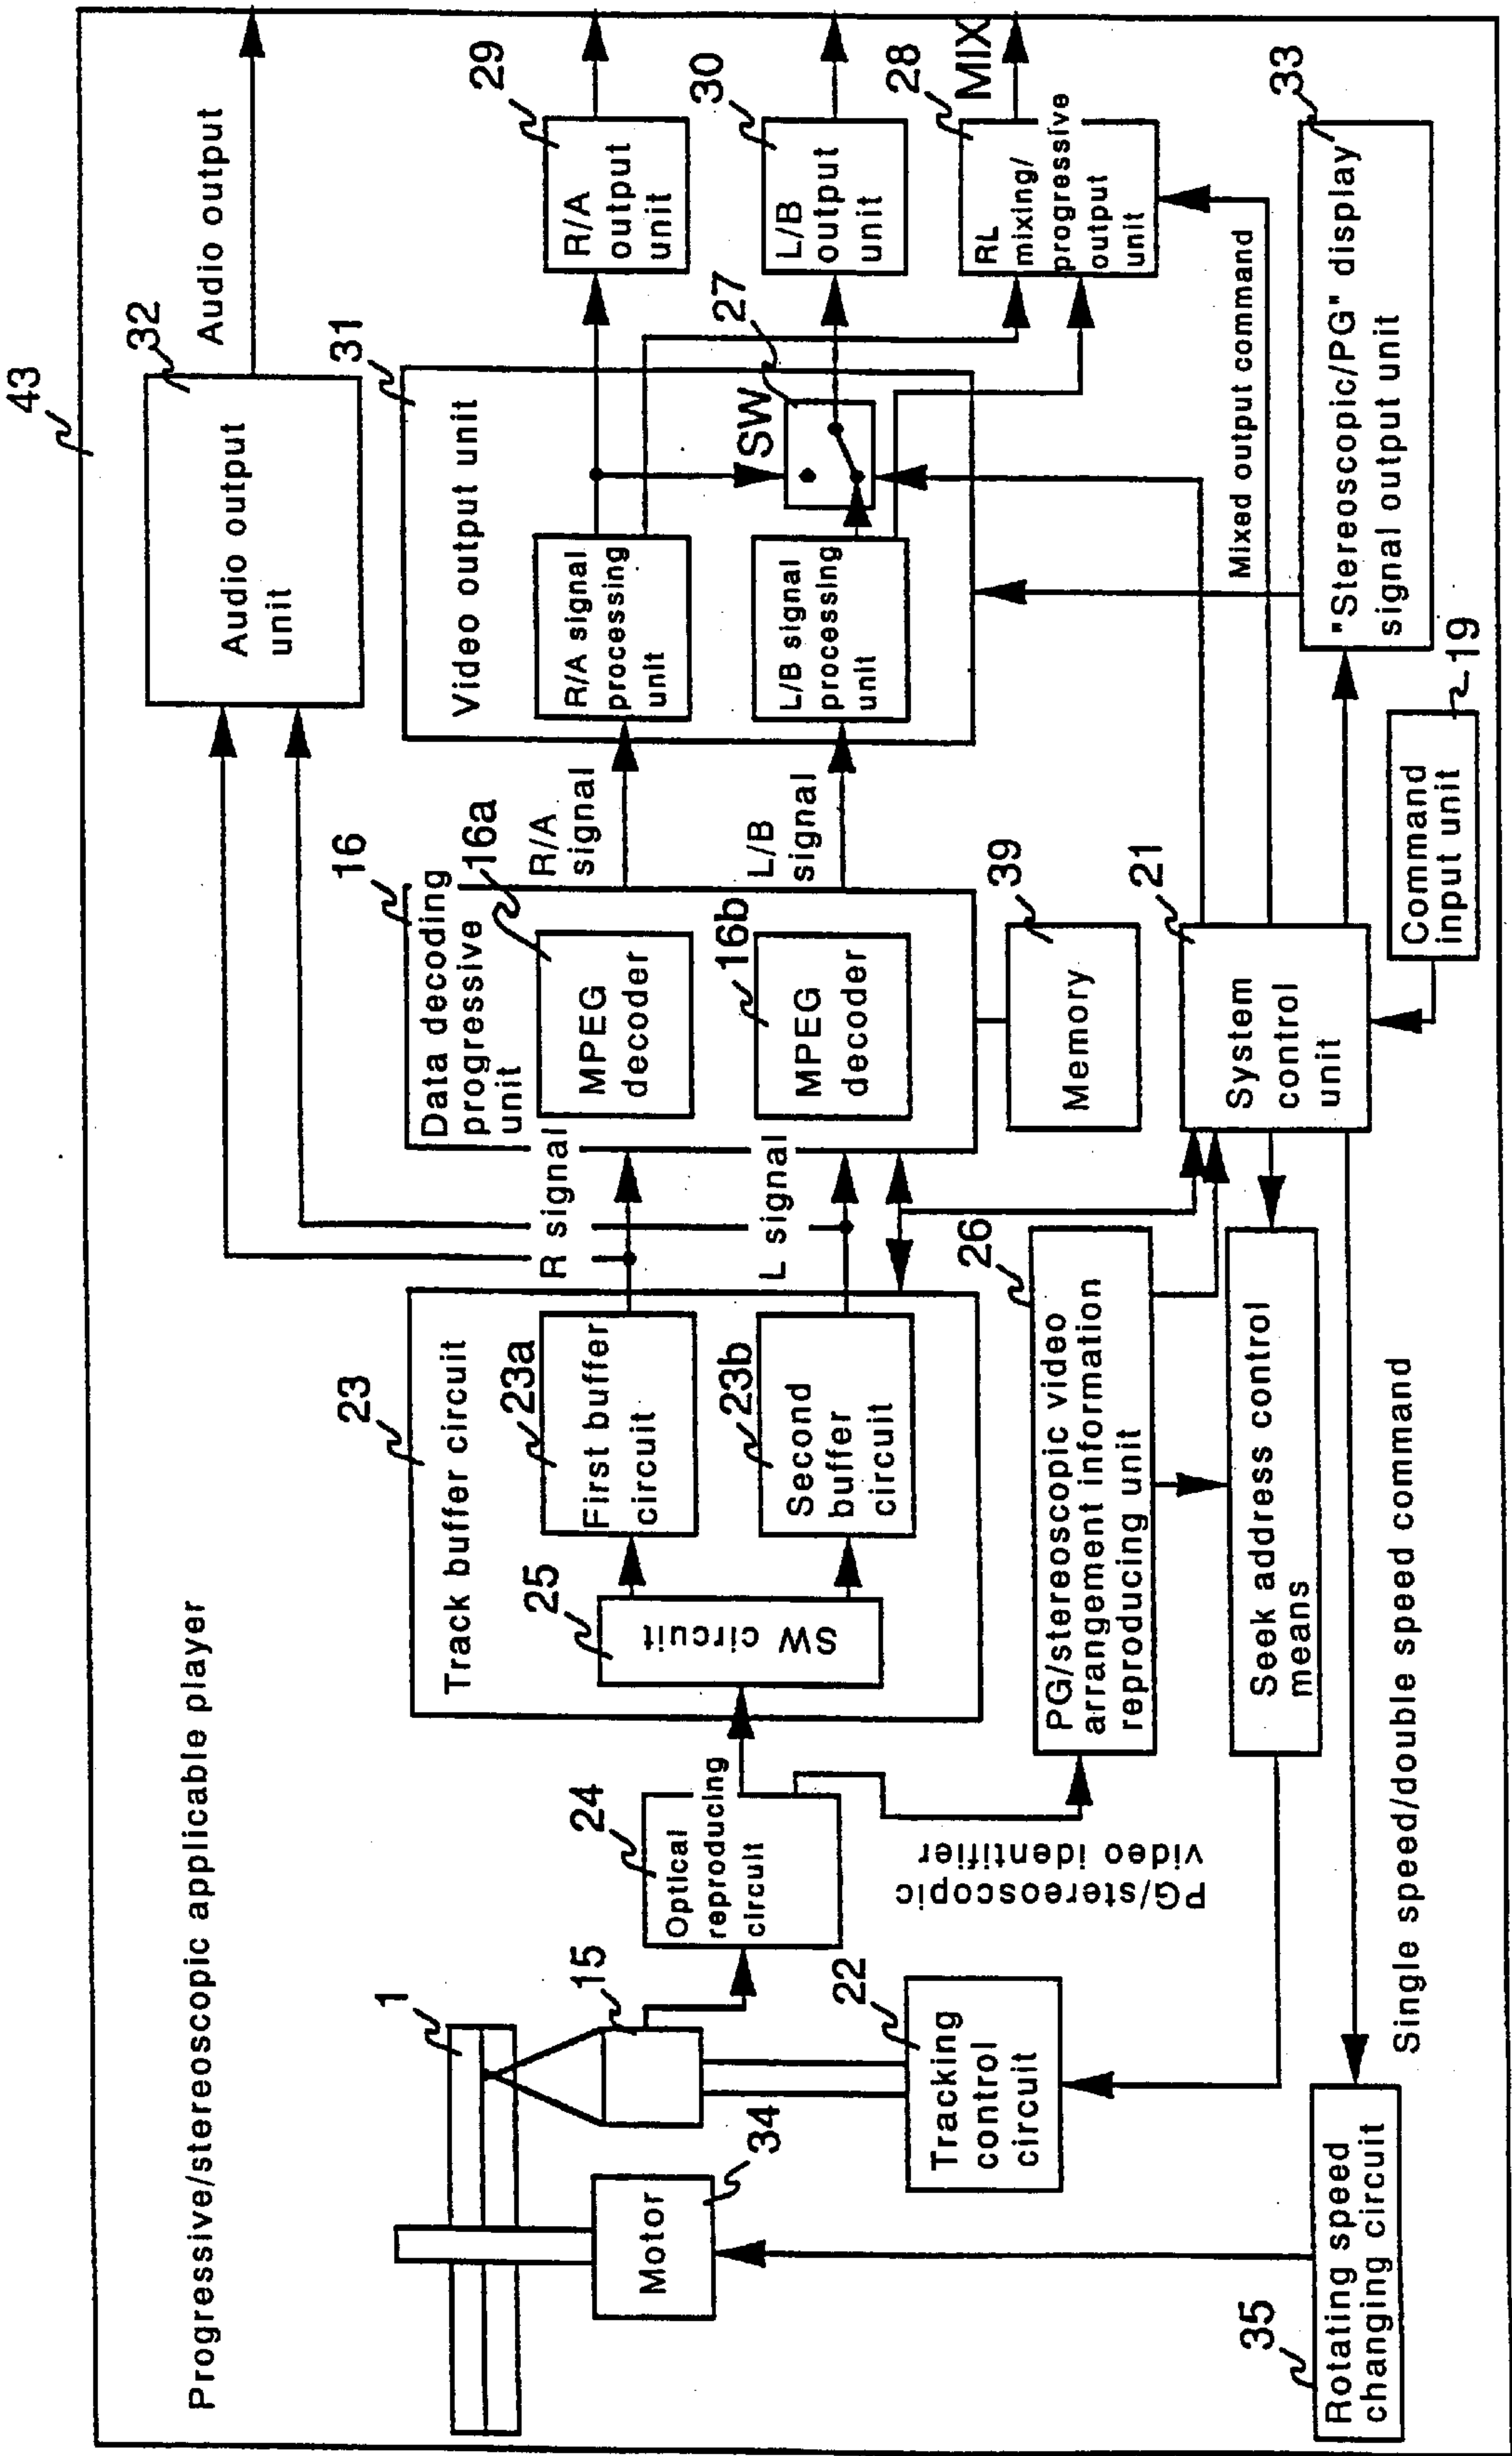 43
Progressive/stereoscopic applicable player
1
15
34
Motor
22
Tracking
control
circuit
35
Rotating speed
changing circuit
24
Optical
reproducing
circuit
PG/stereoscopic
video identifier
23
Track buffer circuit
25
SW circuit
23a
First buffer
circuit
23b
Second
buffer
circuit
26
PG/stereoscopic video
arrangement information
reproducing unit
Seek address control
means
Single speed/double speed command
R signal
L signal
16
Data decoding
progressive
unit
16a
MPEG
decoder
16b
MPEG
decoder
39
Memory
21
System
control
unit
Command
input unit
19
R/A
signal
L/B
signal
32
Audio output
unit
Audio output
31
Video output unit
R/A signal
processing
unit
L/B signal
processing
unit
SW
27
29
R/A
output
unit
30
L/B
output
unit
28
RL
mixing/
progressive
output
unit
MIX
Mixed output command
33
"Stereoscopic/PG" display
signal output unit